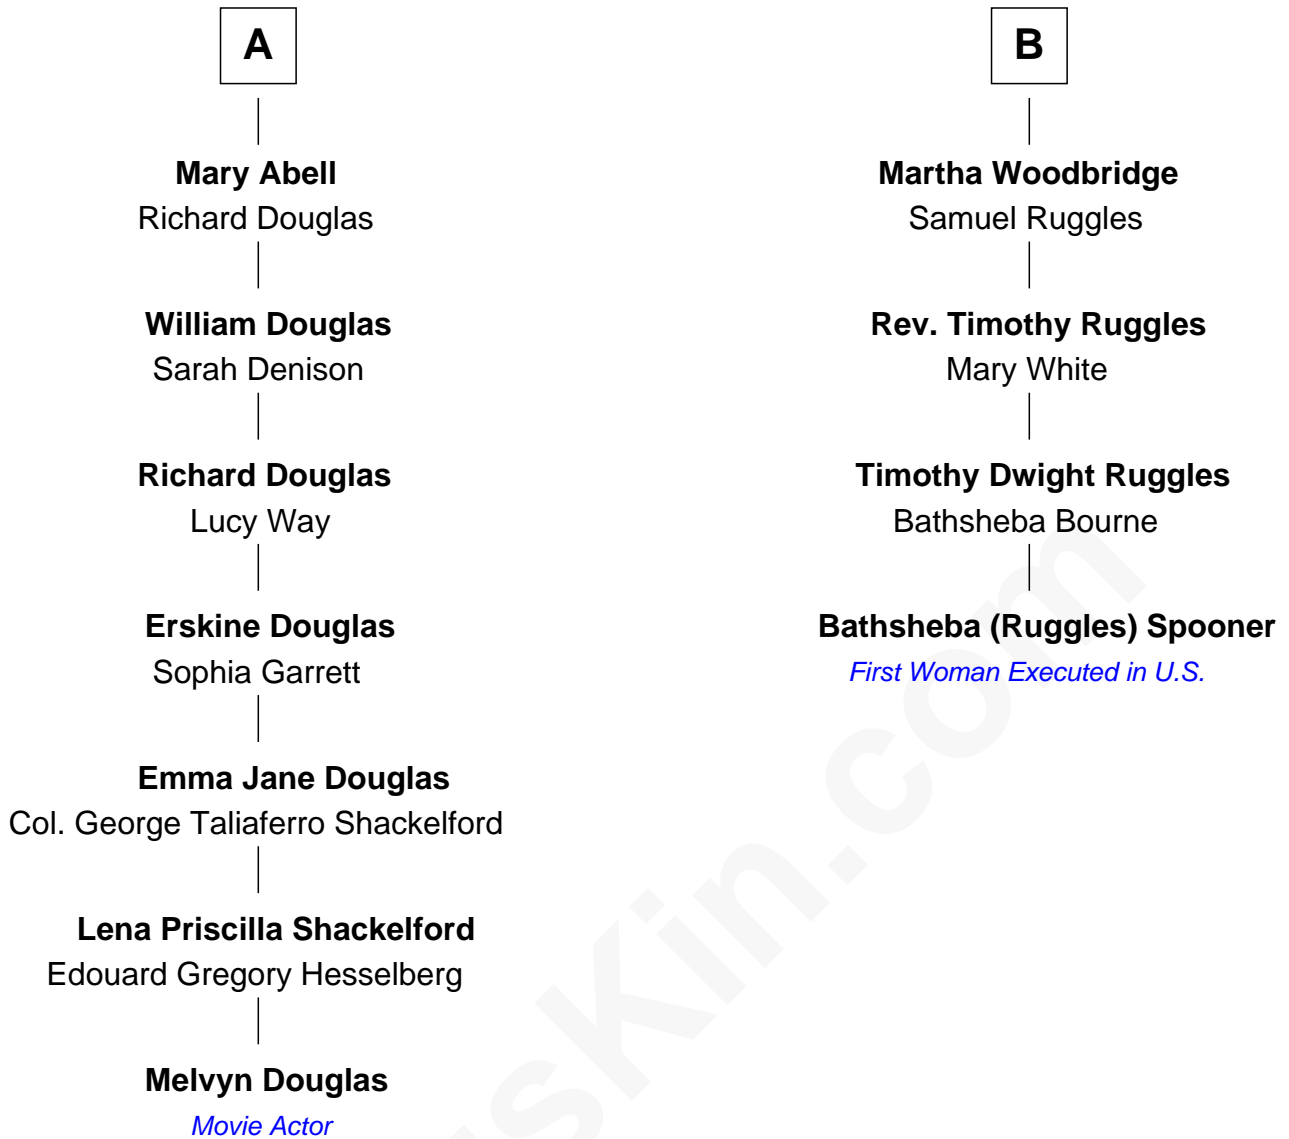 A
Mary Abell
Richard Douglas
William Douglas
Sarah Denison
Richard Douglas
Lucy Way
Erskine Douglas
Sophia Garrett
Emma Jane Douglas
Col. George Taliaferro Shackelford
Lena Priscilla Shackelford
Edouard Gregory Hesselberg
Melvyn Douglas
Movie Actor
B
Martha Woodbridge
Samuel Ruggles
Rev. Timothy Ruggles
Mary White
Timothy Dwight Ruggles
Bathsheba Bourne
Bathsheba (Ruggles) Spooner
First Woman Executed in U.S.
sKin.com